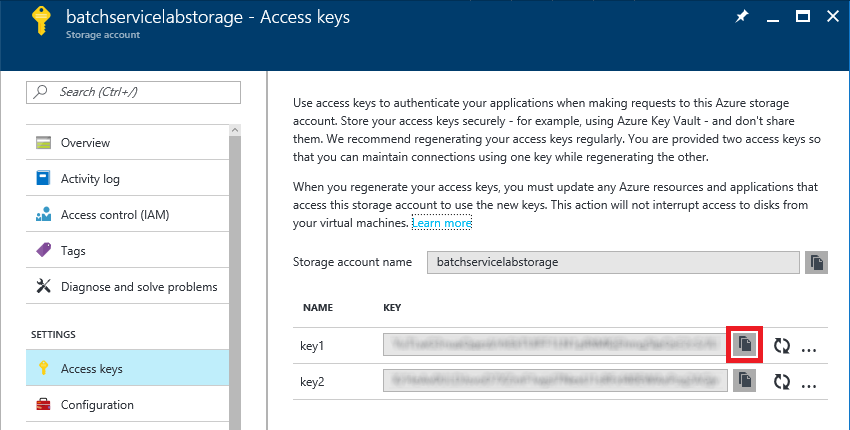 batchservicelabstorage - Access keys
Storage account
Search (Ctrl+/)
Overview
Activity log
Access control (IAM)
Tags
Diagnose and solve problems
SETTINGS
Access keys
Configuration
Use access keys to authenticate your applications when making requests to this Azure storage
account. Store your access keys securely - for example, using Azure Key Vault - and don't share
them. We recommend regenerating your access keys regularly. You are provided two access keys so
that you can maintain connections using one key while regenerating the other.
When you regenerate your access keys, you must update any Azure resources and applications that
access this storage account to use the new keys. This action will not interrupt access to disks from
your virtual machines. Learn more
Storage account name batchservicelabstorage
NAME KEY
key1
key2